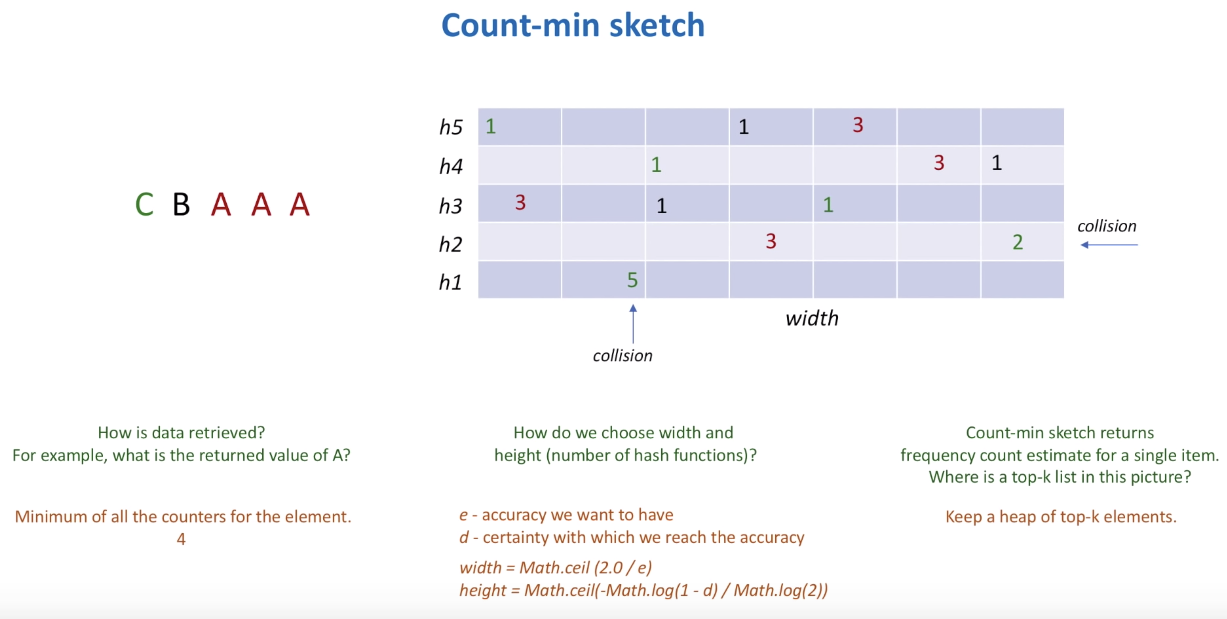 Count-min sketch
C B A A A
h5 1 1 3
h4 1 3 1
h3 3 1 1
h2 3 2
h1 5
collision
width
collision
How is data retrieved?
For example, what is the returned value of A?
Minimum of all the counters for the element.
4
How do we choose width and
height (number of hash functions)?
e - accuracy we want to have
d - certainty with which we reach the accuracy
width = Math.ceil (2.0 / e)
height = Math.ceil(-Math.log(1 - d) / Math.log(2))
Count-min sketch returns
frequency count estimate for a single item.
Where is a top-k list in this picture?
Keep a heap of top-k elements.